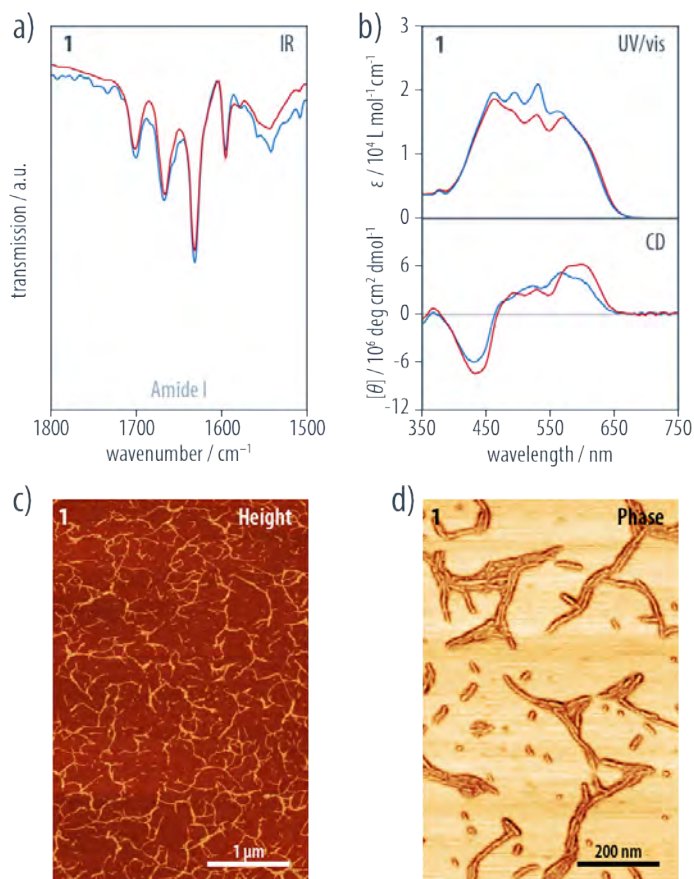 a)
1 IR
transmission / a.u.
Amide I
1800 1700 1600 1500
wavenumber / cm⁻¹
b)
1 UV/vis
ε / 10⁴ L mol⁻¹ cm⁻¹
3
2
1
0
CD
[θ] / 10⁶ deg cm² dmol⁻¹
6
0
-6
-12
350 450 550 650 750
wavelength / nm
c)
1 Height
1 µm
d)
1 Phase
200 nm